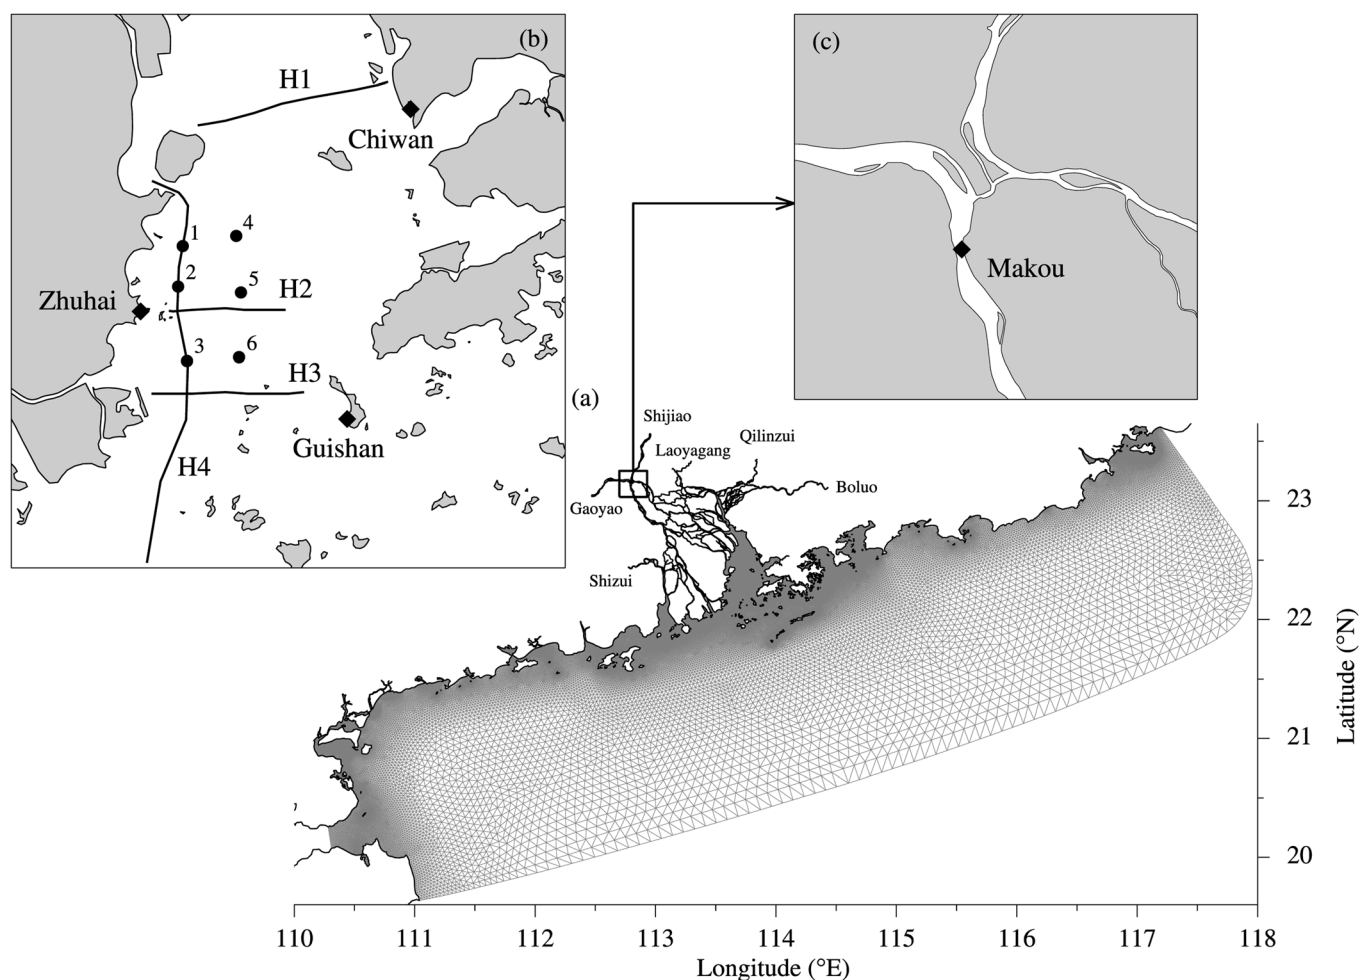 (b)
H1
Chiwan
1
4
2
5
Zhuhai
H2
3
6
H3
Guishan
H4
(c)
Makou
(a)
Shijiao
Laoyagang
Qilinzui
Gaoyao
Boluo
Shizui
23
22
21
20
Latitude (°N)
110
111
112
113
114
115
116
117
118
Longitude (°E)